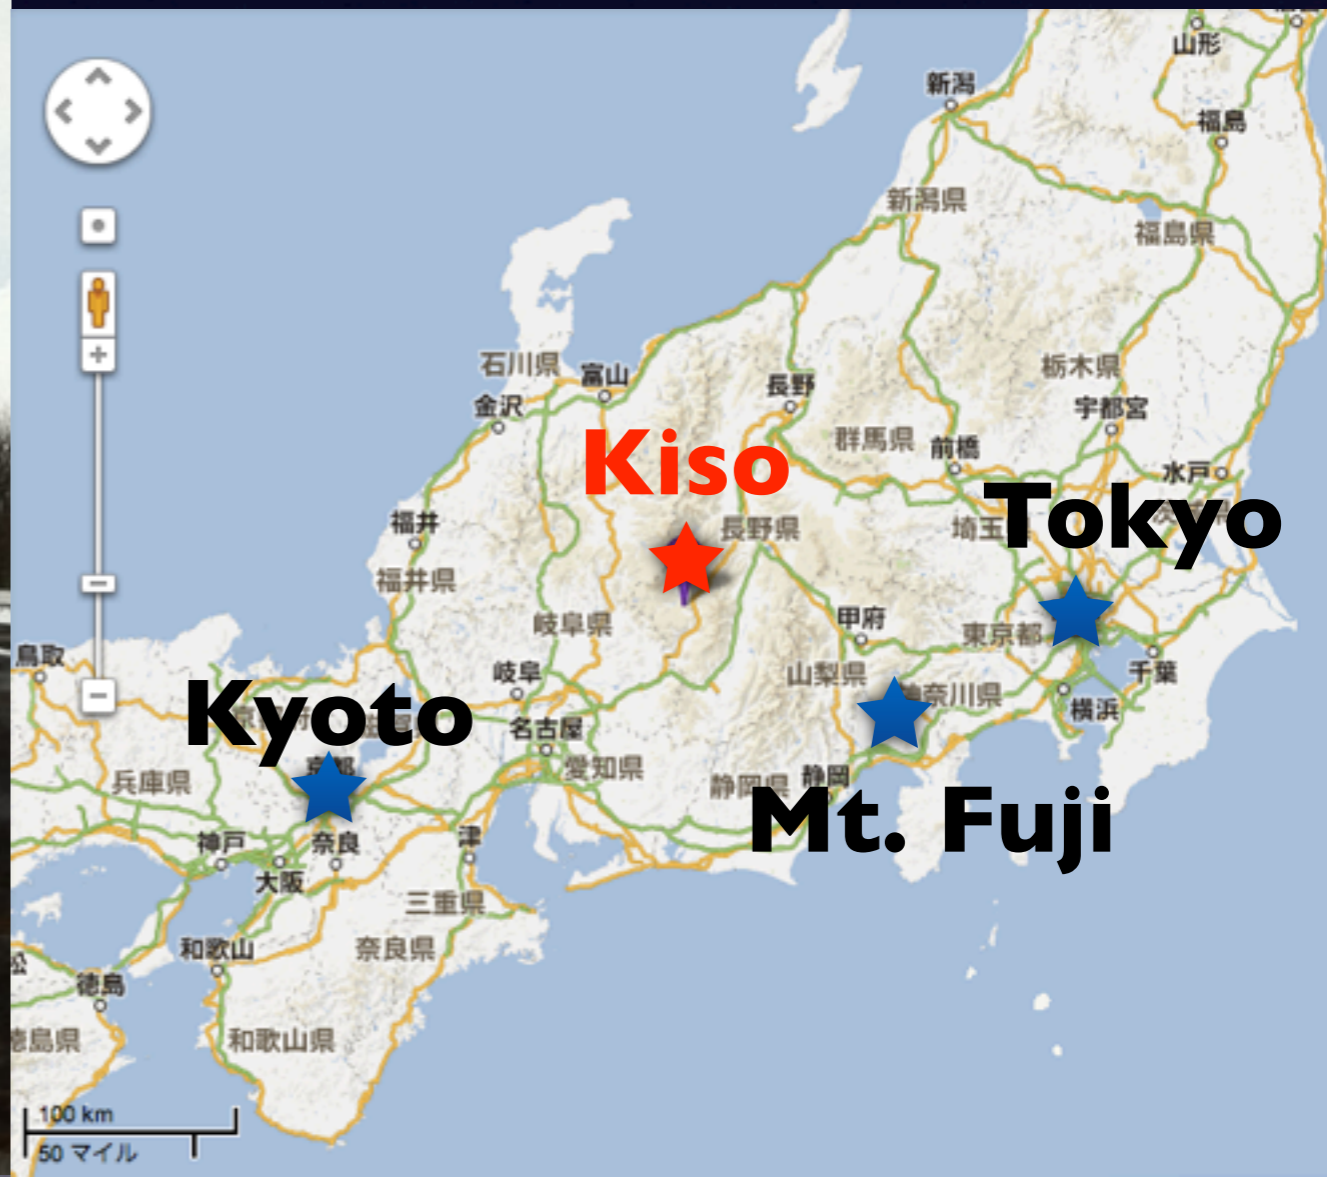 山形
新潟
福島
新潟県
福島県
石川県
富山
長野
栃木県
金沢
宇都宮
Kiso
群馬県
前橋
水戸
Tokyo
福井
長野県
埼玉
福井県
岐阜県
甲府
東京都
鳥取
岐阜
山梨県
千葉
奈川県
Kyoto
横浜
名古屋
京都
兵庫県
愛知県
静岡県
静岡
Mt. Fuji
神戸
奈良
津
大阪
三重県
和歌山
奈良県
松
徳島
徳島県
和歌山県
100 km
50 マイル